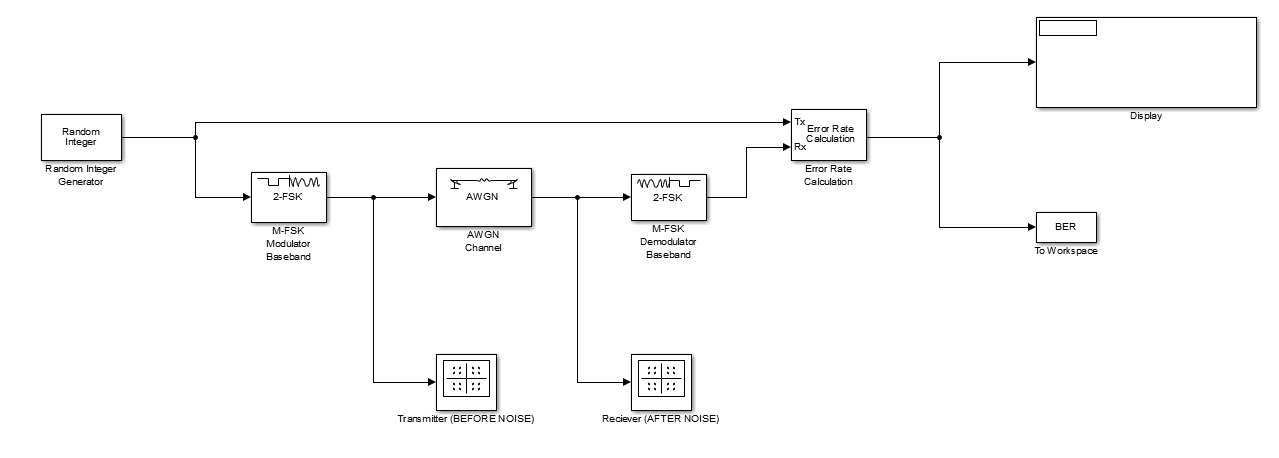 Random
Integer
Random Integer
Generator
2-FSK
M-FSK
Modulator
Baseband
AWGN
AWGN
Channel
2-FSK
M-FSK
Demodulator
Baseband
Tx
Rx
Error Rate
Calculation
Error Rate
Calculation
Display
BER
To Workspace
Transmitter (BEFORE NOISE)
Reciever (AFTER NOISE)